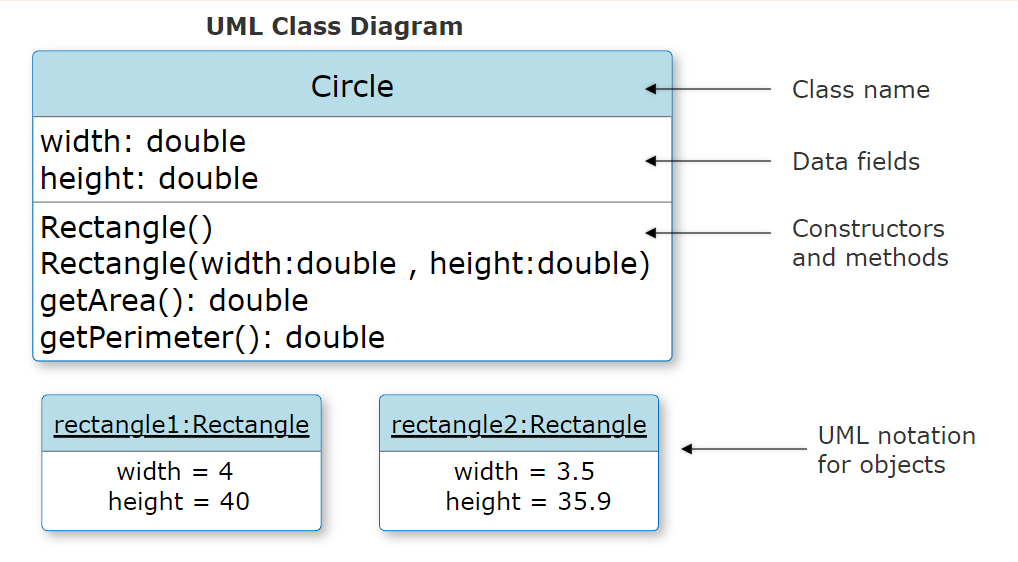 UML Class Diagram
Circle
Class name
width: double
height: double
Data fields
Rectangle()
Rectangle(width:double , height:double)
getArea(): double
getPerimeter(): double
Constructors
and methods
rectangle1:Rectangle
width = 4
height = 40
rectangle2:Rectangle
width = 3.5
height = 35.9
UML notation
for objects